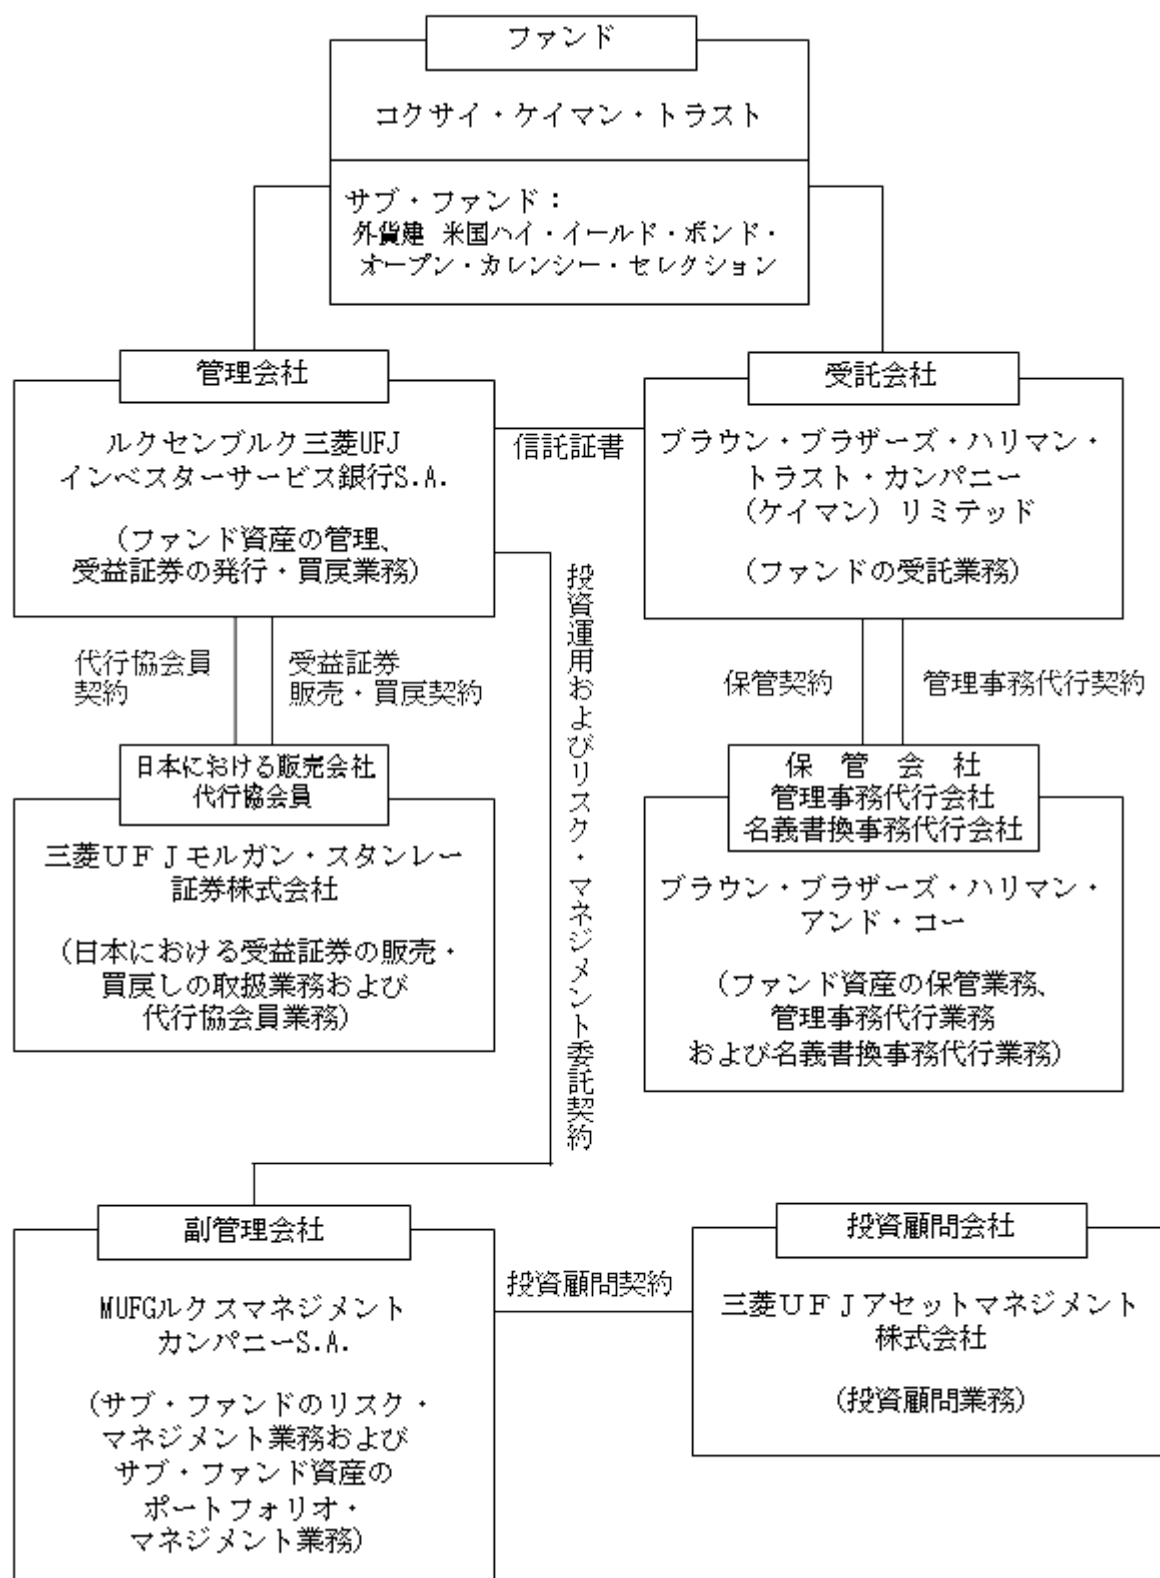 ファンド
コクサイ・ケイマン・トラスト
サブ・ファンド：
外貨建 米国ハイ・イールド・ボンド・
オープン・カレンシー・セレクション
管理会社
ルクセンブルク三菱UFJ
インベスターサービス銀行S.A.
（ファンド資産の管理、
受益証券の発行・買戻業務）
信託証書
受託会社
ブラウン・ブラザーズ・ハリマン・
トラスト・カンパニー
（ケイマン）リミテッド
（ファンドの受託業務）
代行協会員
契約
受益証券
販売・買戻契約
投資運用およびリスク・マネジメント委託契約
保管契約
管理事務代行契約
日本における販売会社
代行協会員
三菱ＵＦＪモルガン・スタンレー
証券株式会社
（日本における受益証券の販売・
買戻しの取扱業務および
代行協会員業務）
保　管　会　社
管理事務代行会社
名義書換事務代行会社
ブラウン・ブラザーズ・ハリマン・
アンド・コー
（ファンド資産の保管業務、
管理事務代行業務
および名義書換事務代行業務）
副管理会社
MUFGルクスマネジメント
カンパニーS.A.
（サブ・ファンドのリスク・
マネジメント業務および
サブ・ファンド資産の
ポートフォリオ・
マネジメント業務）
投資顧問契約
投資顧問会社
三菱ＵＦＪアセットマネジメント
株式会社
（投資顧問業務）